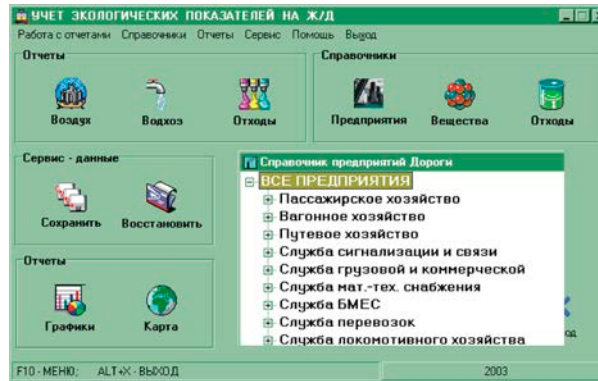 УЧЕТ ЭКОЛОГИЧЕСКИХ ПОКАЗАТЕЛЕЙ НА Ж/Д
Работа с отчетами Справочники Отчеты Сервис Помощь Выход
Отчеты Справочники
Воздух Водхоз Отходы Предприятия Вещества Отходы
Сервис - данные
Сохранить Восстановить
Отчеты
Графики Карта
Справочник предприятий Дороги
ВСЕ ПРЕДПРИЯТИЯ
Пассажирское хозяйство
Вагонное хозяйство
Путевое хозяйство
Служба сигнализации и связи
Служба грузовой и коммерческой
Служба мат.-тех. снабжения
Служба БМЕС
Служба перевозок
Служба локомотивного хозяйства
F10 - МЕНЮ; ALT+X - ВЫХОД 2003